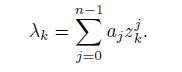 λ_k = \sum_{j=0}^{n-1} a_j z_k^j.